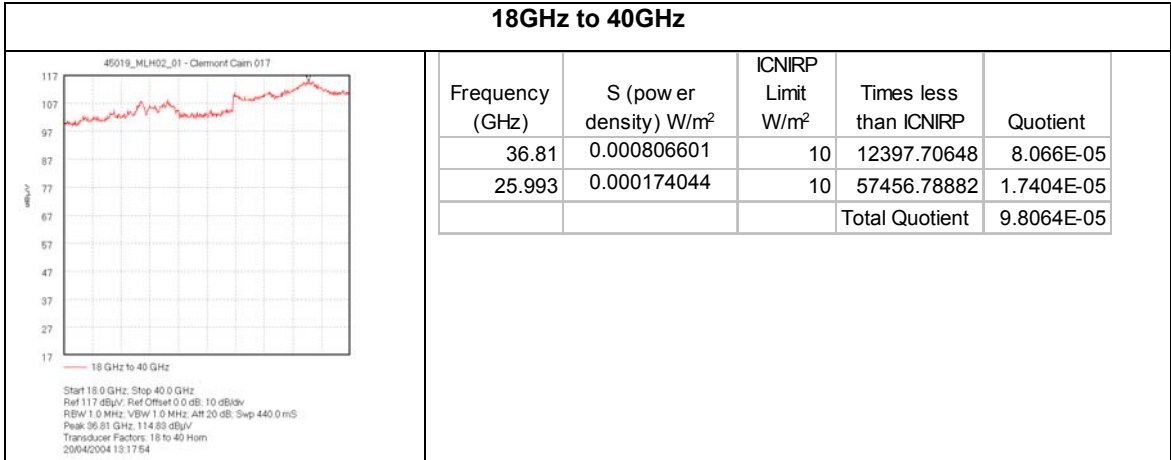 18GHz to 40GHz
45019_MLH02_01 - Clermont Cairn 017
117
107
97
87
77
67
57
47
37
27
17
dBµV
18 GHz to 40 GHz
Start 18.0 GHz; Stop 40.0 GHz
Ref 117 dBµV; Ref Offset 0.0 dB; 10 dB/div
RBW 1.0 MHz; VBW 1.0 MHz; Att 20 dB; Swp 440.0 mS
Peak 36.81 GHz, 114.83 dBµV
Transducer Factors: 18 to 40 Horn
20/04/2004 13:17:54
Frequency (GHz) S (pow er density) W/m² ICNIRP Limit W/m² Times less than ICNIRP Quotient
36.81 0.000806601 10 12397.70648 8.066E-05
25.993 0.000174044 10 57456.78882 1.7404E-05
Total Quotient 9.8064E-05